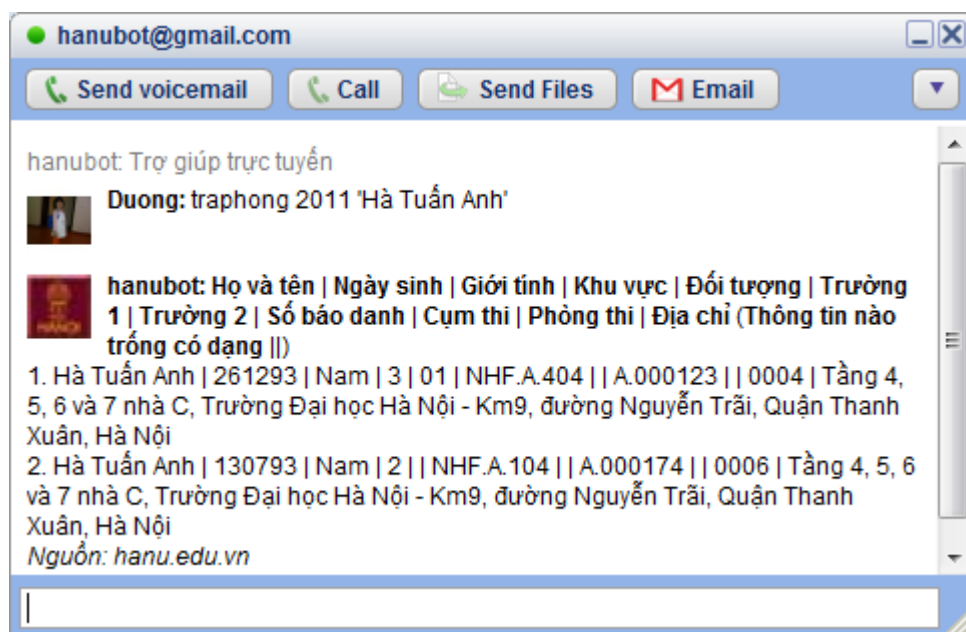 hanubot@gmail.com
Send voicemail Call Send Files Email
hanubot: Trợ giúp trực tuyến
Duong: traphong 2011 'Hà Tuấn Anh'
hanubot: Họ và tên | Ngày sinh | Giới tính | Khu vực | Đối tượng | Trường
1 | Trường 2 | Số báo danh | Cụm thi | Phòng thi | Địa chỉ (Thông tin nào
trống có dạng ||)
HANOI
1. Hà Tuấn Anh | 261293 | Nam | 3 | 01 | NHF.A.404 | | A.000123 | | 0004 | Tầng 4,
5, 6 và 7 nhà C, Trường Đại học Hà Nội - Km9, đường Nguyễn Trãi, Quận Thanh
Xuân, Hà Nội
2. Hà Tuấn Anh | 130793 | Nam | 2 | | NHF.A.104 | | A.000174 | | 0006 | Tầng 4, 5, 6
và 7 nhà C, Trường Đại học Hà Nội - Km9, đường Nguyễn Trãi, Quận Thanh
Xuân, Hà Nội
Nguồn: hanu.edu.vn